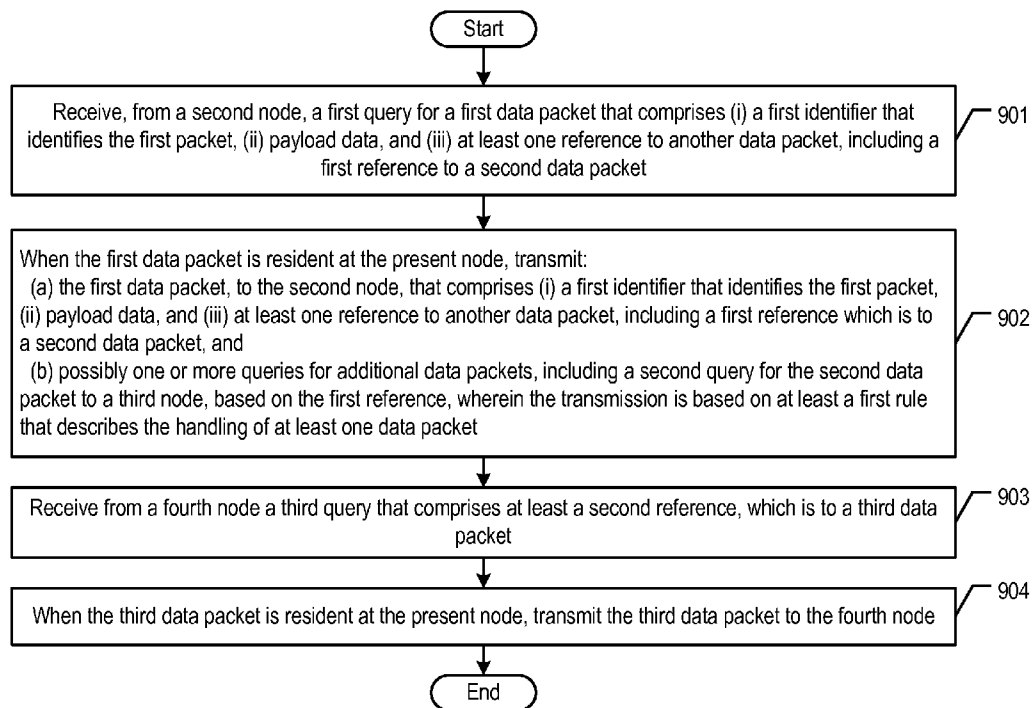 Start
Receive, from a second node, a first query for a first data packet that comprises (i) a first identifier that
identifies the first packet, (ii) payload data, and (iii) at least one reference to another data packet, including a
first reference to a second data packet
901
When the first data packet is resident at the present node, transmit:
(a) the first data packet, to the second node, that comprises (i) a first identifier that identifies the first packet,
(ii) payload data, and (iii) at least one reference to another data packet, including a first reference which is to
a second data packet, and
(b) possibly one or more queries for additional data packets, including a second query for the second data
packet to a third node, based on the first reference, wherein the transmission is based on at least a first rule
that describes the handling of at least one data packet
902
Receive from a fourth node a third query that comprises at least a second reference, which is to a third data
packet
903
When the third data packet is resident at the present node, transmit the third data packet to the fourth node
904
End